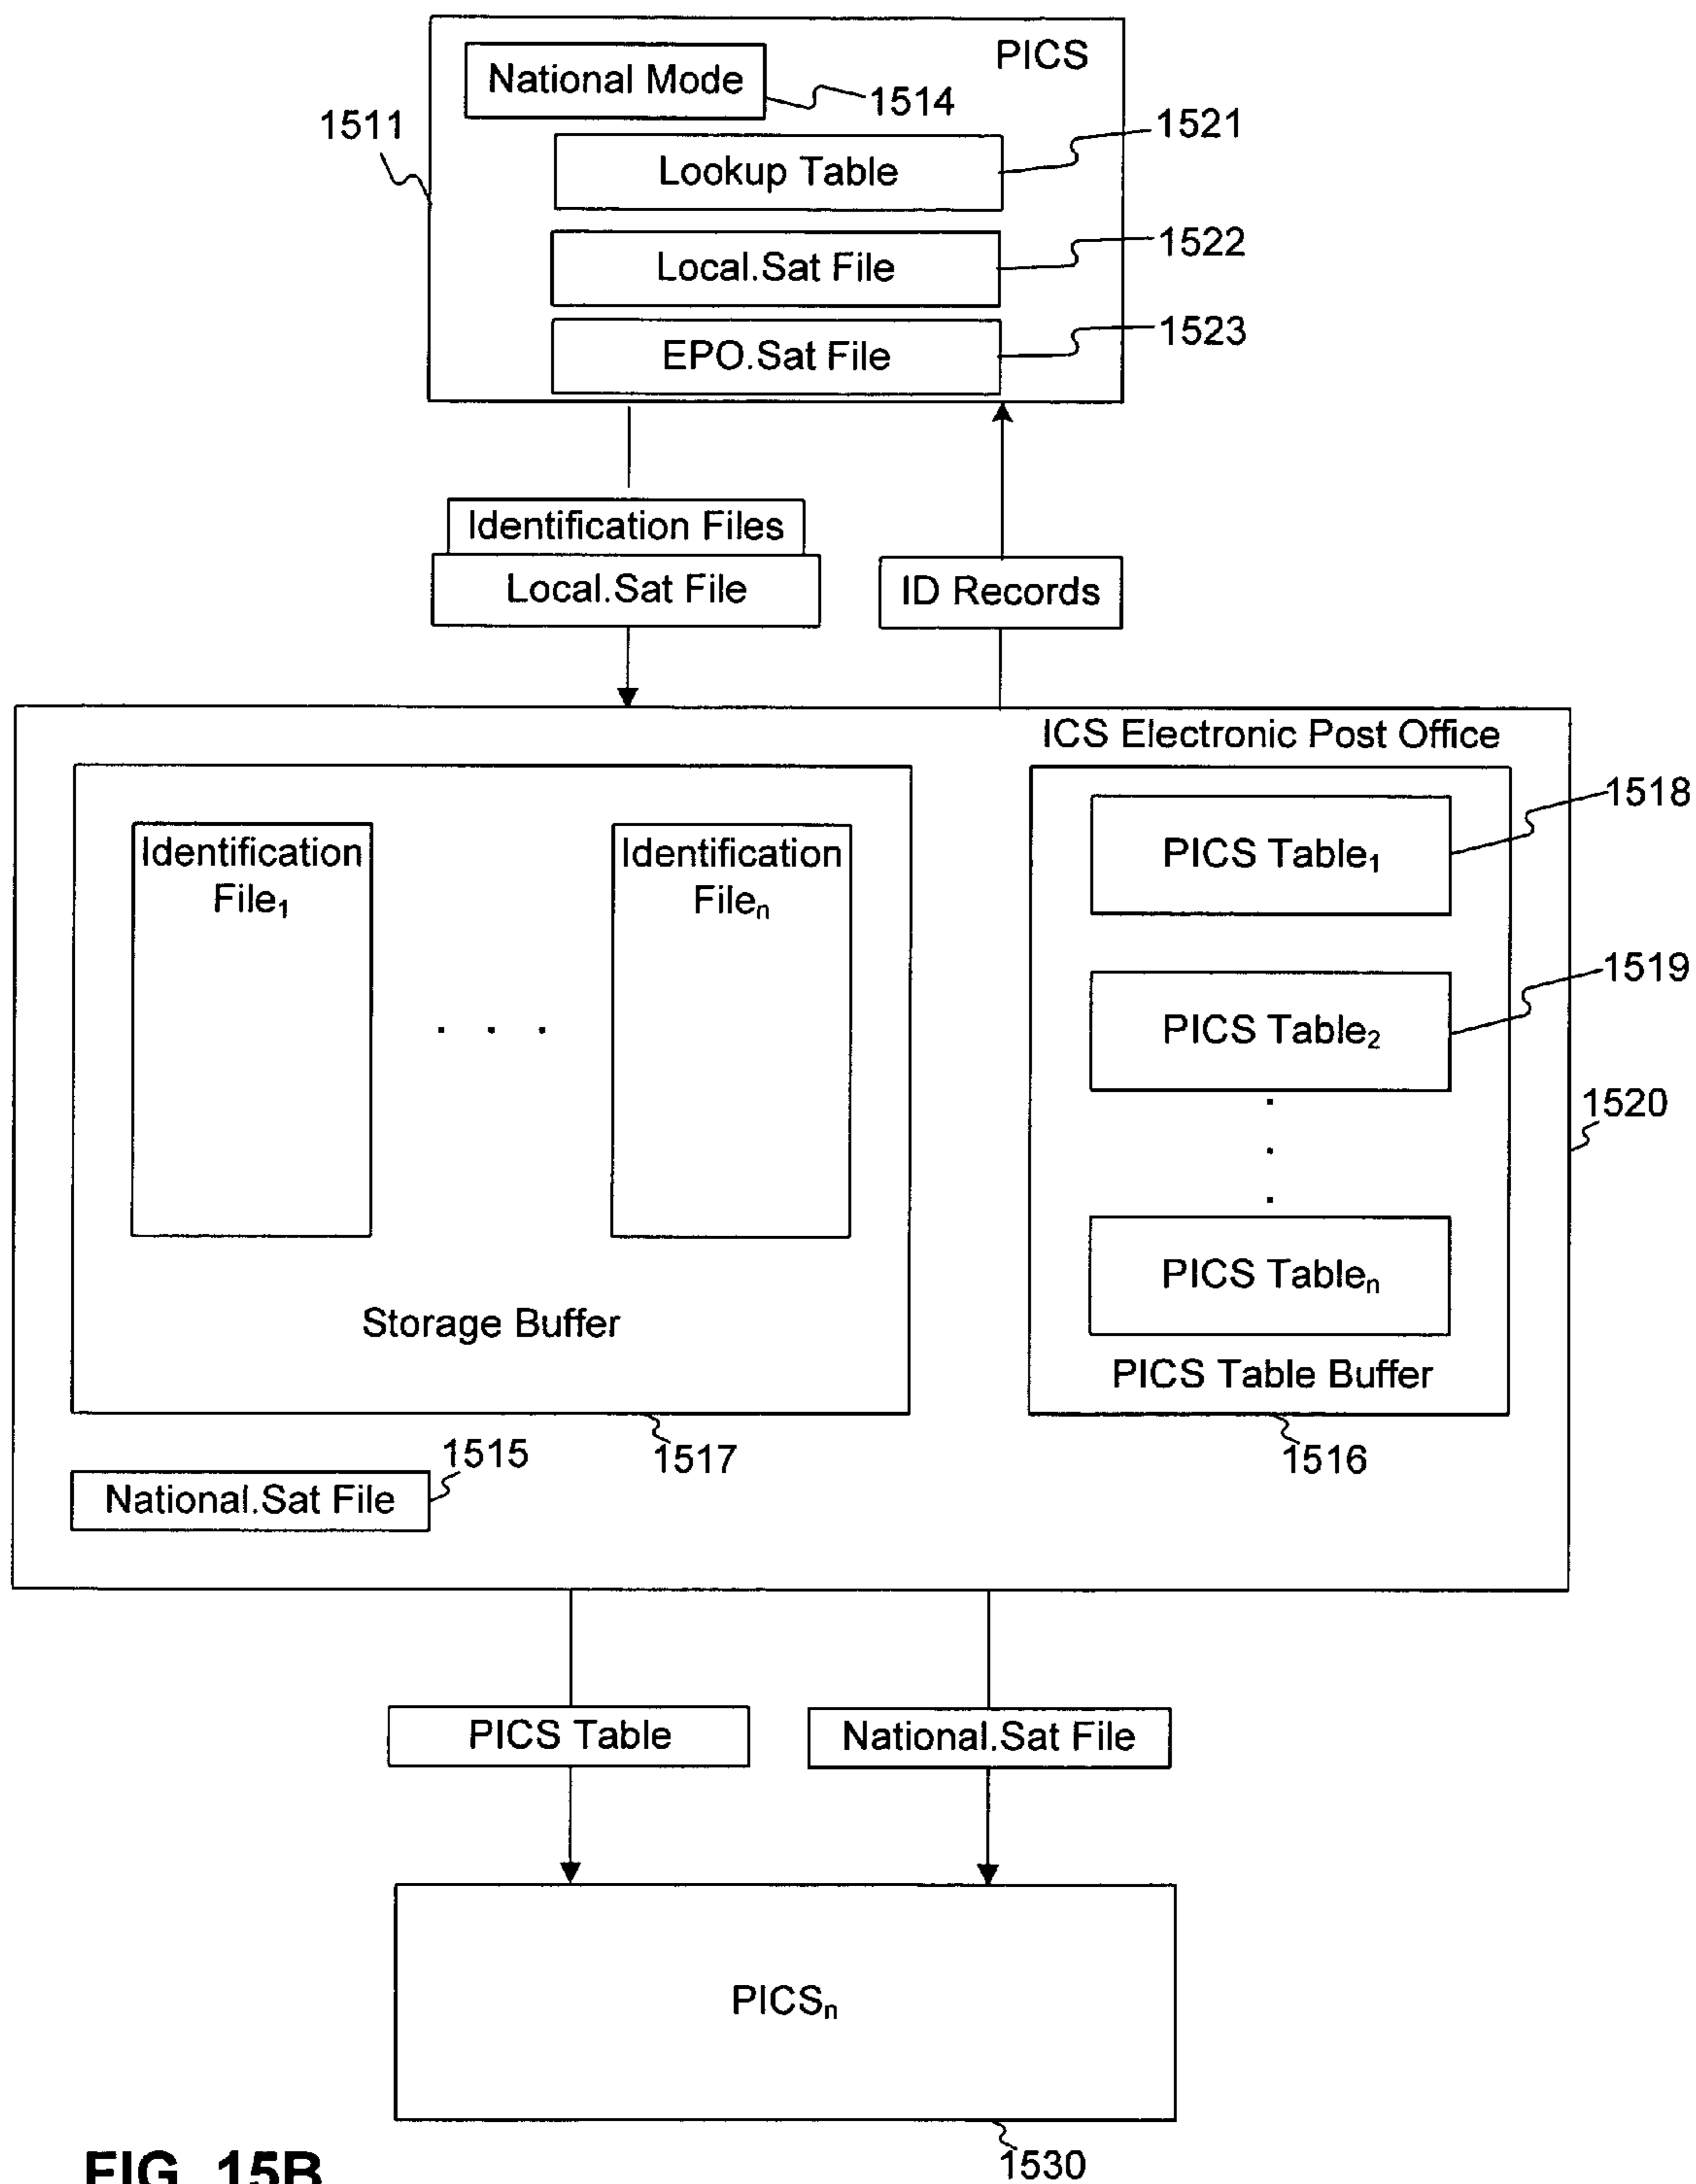 PICS
National Mode
1514
1511
1521
Lookup Table
1522
Local.Sat File
1523
EPO.Sat File
Identification Files
Local.Sat File
ID Records
ICS Electronic Post Office
1518
Identification
File₁
Identification
Fileₙ
PICS Table₁
1519
. . .
PICS Table₂
1520
.
.
.
PICS Tableₙ
Storage Buffer
PICS Table Buffer
1515
1517
1516
National.Sat File
PICS Table
National.Sat File
PICSₙ
1530
FIG. 15B